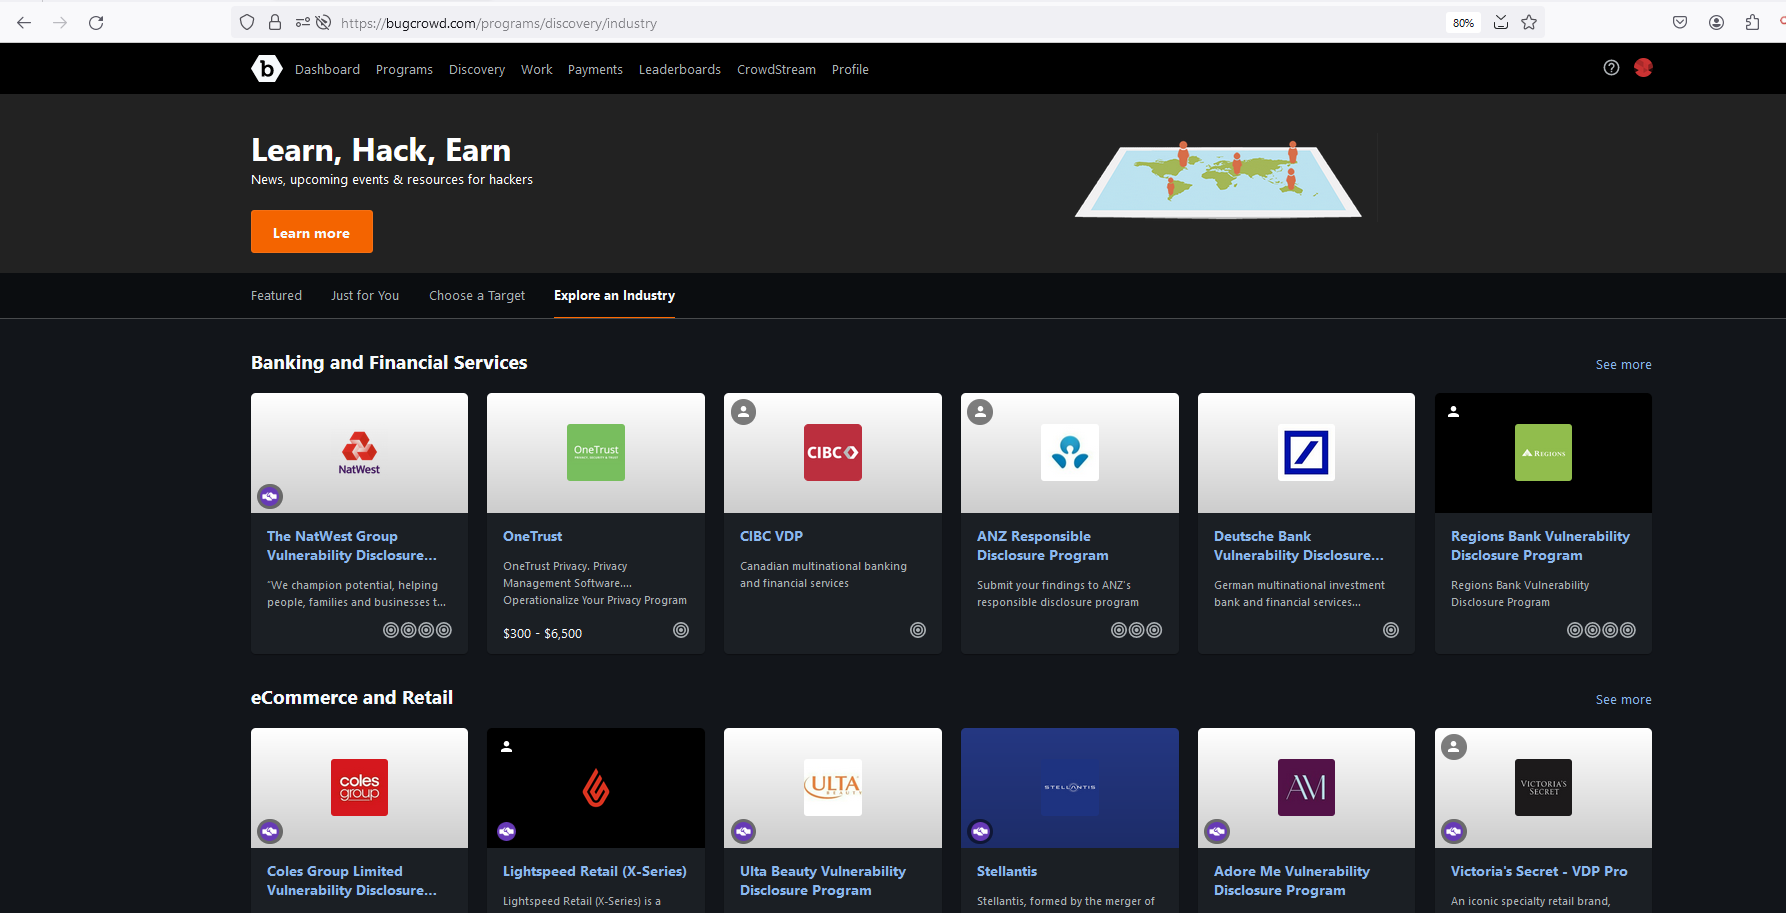 https://bugcrowd.com/programs/discovery/industry
80%
b
Dashboard Programs Discovery Work Payments Leaderboards CrowdStream Profile
Learn, Hack, Earn
News, upcoming events & resources for hackers
Learn more
Featured Just for You Choose a Target Explore an Industry
Banking and Financial Services
See more
NatWest
The NatWest Group
Vulnerability Disclosure...
"We champion potential, helping
people, families and businesses t...
OneTrust
OneTrust
OneTrust Privacy. Privacy
Management Software....
Operationalize Your Privacy Program
$300 - $6,500
CIBC
CIBC VDP
Canadian multinational banking
and financial services
ANZ Responsible
Disclosure Program
Submit your findings to ANZ's
responsible disclosure program
Deutsche Bank
Vulnerability Disclosure...
German multinational investment
bank and financial services...
REGIONS
Regions Bank Vulnerability
Disclosure Program
Regions Bank Vulnerability
Disclosure Program
eCommerce and Retail
See more
coles
group
Coles Group Limited
Vulnerability Disclosure...
Lightspeed Retail (X-Series)
Lightspeed Retail (X-Series) is a
ULTA
BEAUTY
Ulta Beauty Vulnerability
Disclosure Program
STELLANTIS
Stellantis
Stellantis, formed by the merger of
AM
Adore Me Vulnerability
Disclosure Program
VICTORIA'S
SECRET
Victoria's Secret - VDP Pro
An iconic specialty retail brand,